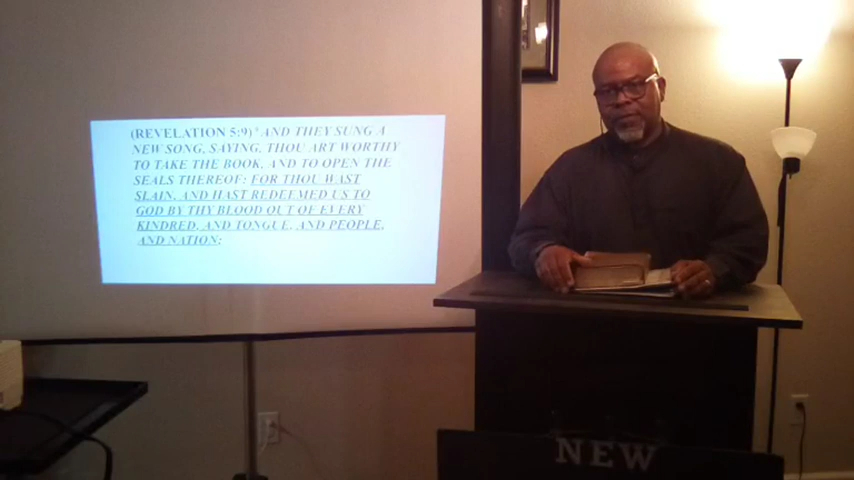 (REVELATION 5:9) 9 AND THEY SUNG A
NEW SONG, SAYING, THOU ART WORTHY
TO TAKE THE BOOK, AND TO OPEN THE
SEALS THEREOF: FOR THOU WAST
SLAIN, AND HAST REDEEMED US TO
GOD BY THY BLOOD OUT OF EVERY
KINDRED, AND TONGUE, AND PEOPLE,
AND NATION;
NEW